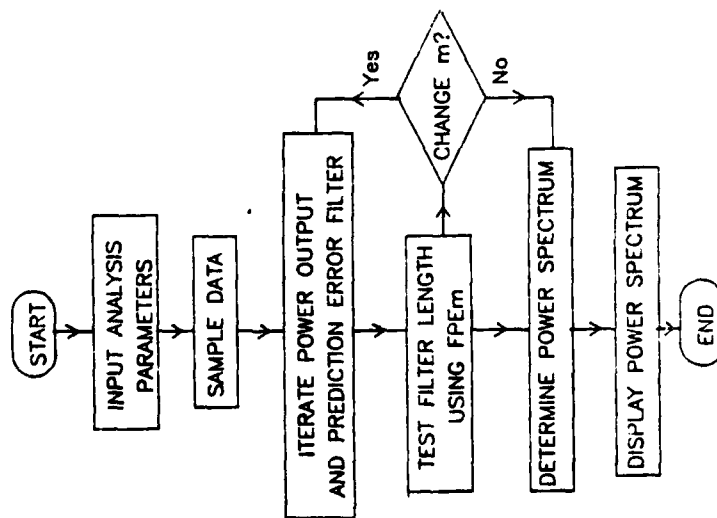 START
INPUT ANALYSIS
PARAMETERS
SAMPLE DATA
ITERATE POWER OUTPUT
AND PREDICTION ERROR FILTER
TEST FILTER LENGTH
USING FPEm
CHANGE m?
Yes
No
DETERMINE POWER SPECTRUM
DISPLAY POWER SPECTRUM
END